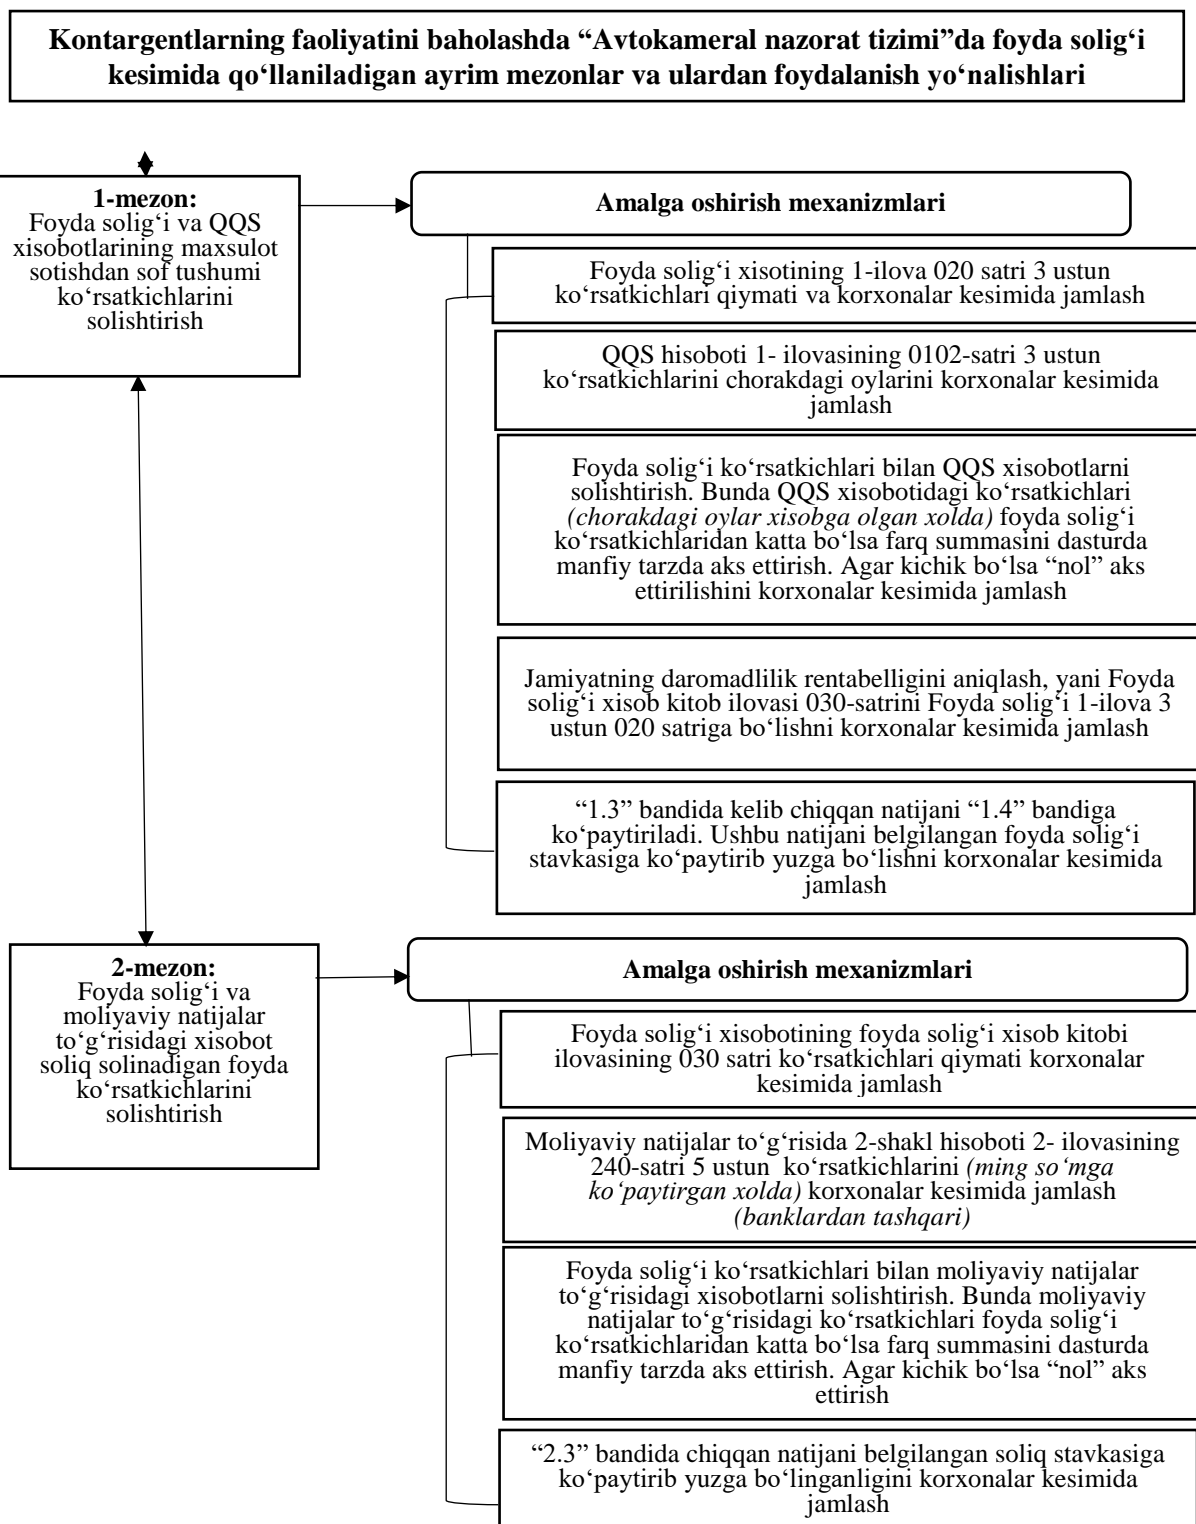 Kontargentlarning faoliyatini baholashda “Avtokameral nazorat tizimi”da foyda solig‘i
kesimida qo‘llaniladigan ayrim mezonlar va ulardan foydalanish yo‘nalishlari
1-mezon:
Foyda solig‘i va QQS
xisobotlarining maxsulot
sotishdan sof tushumi
ko‘rsatkichlarini
solishtirish
Amalga oshirish mexanizmlari
Foyda solig‘i xisotining 1-ilova 020 satri 3 ustun
ko‘rsatkichlari qiymati va korxonalar kesimida jamlash
QQS hisoboti 1- ilovasining 0102-satri 3 ustun
ko‘rsatkichlarini chorakdagi oylarini korxonalar kesimida
jamlash
Foyda solig‘i ko‘rsatkichlari bilan QQS xisobotlarni
solishtirish. Bunda QQS xisobotidagi ko‘rsatkichlari
(chorakdagi oylar xisobga olgan xolda) foyda solig‘i
ko‘rsatkichlaridan katta bo‘lsa farq summasini dasturda
manfiy tarzda aks ettirish. Agar kichik bo‘lsa “nol” aks
ettirilishini korxonalar kesimida jamlash
Jamiyatning daromadlilik rentabelligini aniqlash, yani Foyda
solig‘i xisob kitob ilovasi 030-satrini Foyda solig‘i 1-ilova 3
ustun 020 satriga bo‘lishni korxonalar kesimida jamlash
“1.3” bandida kelib chiqqan natijani “1.4” bandiga
ko‘paytiriladi. Ushbu natijani belgilangan foyda solig‘i
stavkasiga ko‘paytirib yuzga bo‘lishni korxonalar kesimida
jamlash
2-mezon:
Foyda solig‘i va
moliyaviy natijalar
to‘g‘risidagi xisobot
soliq solinadigan foyda
ko‘rsatkichlarini
solishtirish
Amalga oshirish mexanizmlari
Foyda solig‘i xisobotining foyda solig‘i xisob kitobi
ilovasining 030 satri ko‘rsatkichlari qiymati korxonalar
kesimida jamlash
Moliyaviy natijalar to‘g‘risida 2-shakl hisoboti 2- ilovasining
240-satri 5 ustun ko‘rsatkichlarini (ming so‘mga
ko‘paytirgan xolda) korxonalar kesimida jamlash
(banklardan tashqari)
Foyda solig‘i ko‘rsatkichlari bilan moliyaviy natijalar
to‘g‘risidagi xisobotlarni solishtirish. Bunda moliyaviy
natijalar to‘g‘risidagi ko‘rsatkichlari foyda solig‘i
ko‘rsatkichlaridan katta bo‘lsa farq summasini dasturda
manfiy tarzda aks ettirish. Agar kichik bo‘lsa “nol” aks
ettirish
“2.3” bandida chiqqan natijani belgilangan soliq stavkasiga
ko‘paytirib yuzga bo‘linganligini korxonalar kesimida
jamlash